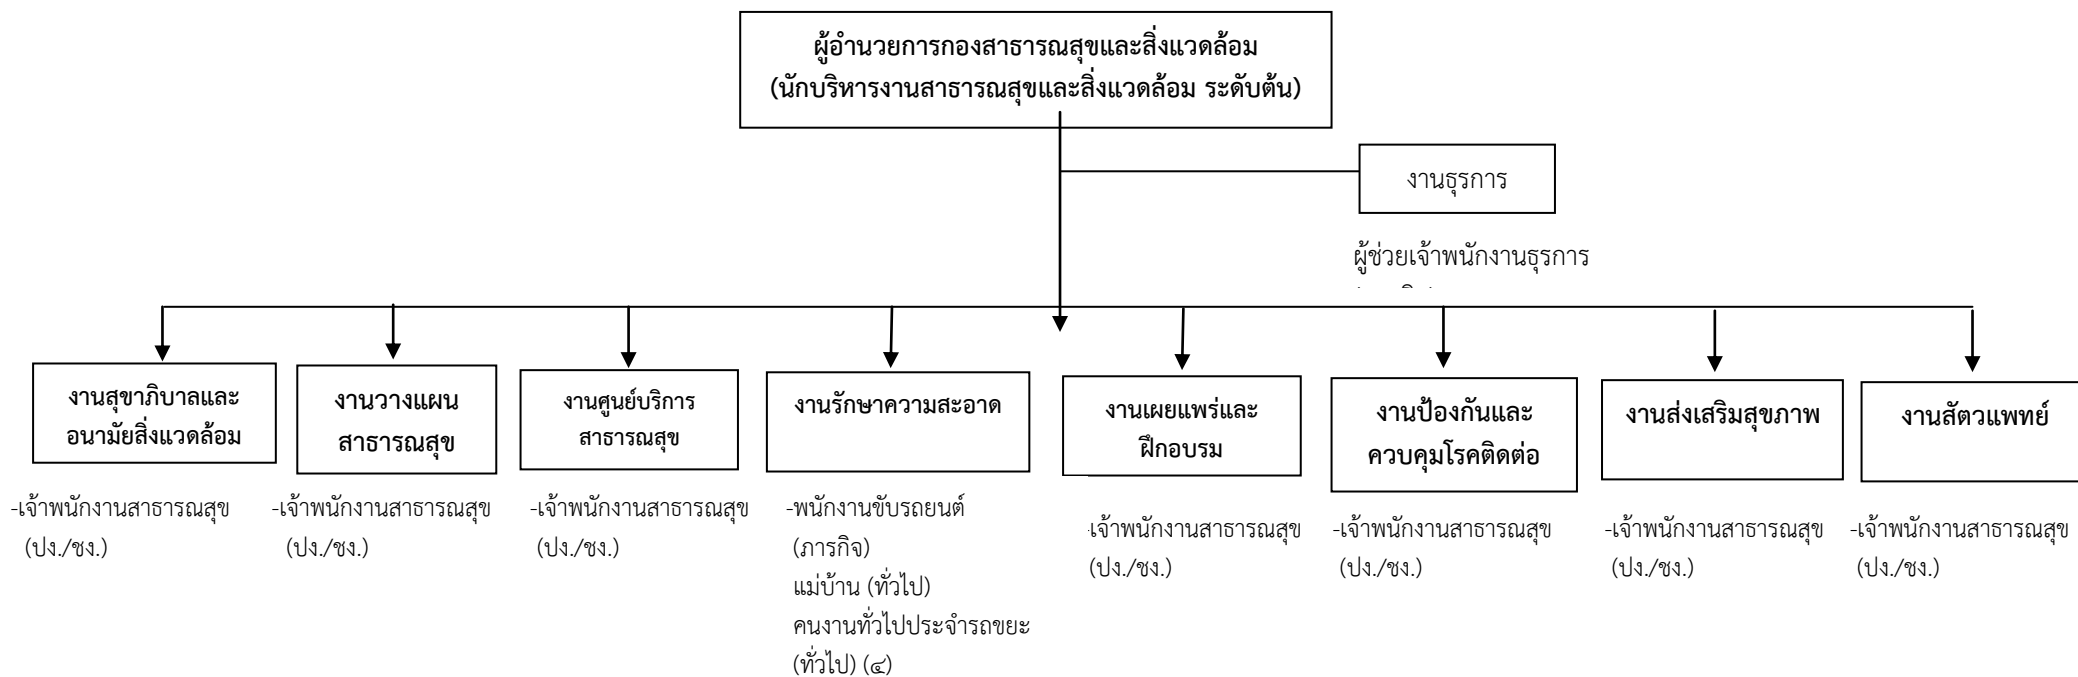 ผู้อำนวยการกองสาธารณสุขและสิ่งแวดล้อม
(นักบริหารงานสาธารณสุขและสิ่งแวดล้อม ระดับต้น)
งานธุรการ
ผู้ช่วยเจ้าพนักงานธุรการ
งานสุขาภิบาลและ
อนามัยสิ่งแวดล้อม
-เจ้าพนักงานสาธารณสุข
(ปง./ชง.)
งานวางแผน
สาธารณสุข
-เจ้าพนักงานสาธารณสุข
(ปง./ชง.)
งานศูนย์บริการ
สาธารณสุข
-เจ้าพนักงานสาธารณสุข
(ปง./ชง.)
งานรักษาความสะอาด
-พนักงานขับรถยนต์
(ภารกิจ)
แม่บ้าน (ทั่วไป)
คนงานทั่วไปประจำรถขยะ
(ทั่วไป) (๔)
งานเผยแพร่และ
ฝึกอบรม
-เจ้าพนักงานสาธารณสุข
(ปง./ชง.)
งานป้องกันและ
ควบคุมโรคติดต่อ
-เจ้าพนักงานสาธารณสุข
(ปง./ชง.)
งานส่งเสริมสุขภาพ
-เจ้าพนักงานสาธารณสุข
(ปง./ชง.)
งานสัตวแพทย์
-เจ้าพนักงานสาธารณสุข
(ปง./ชง.)